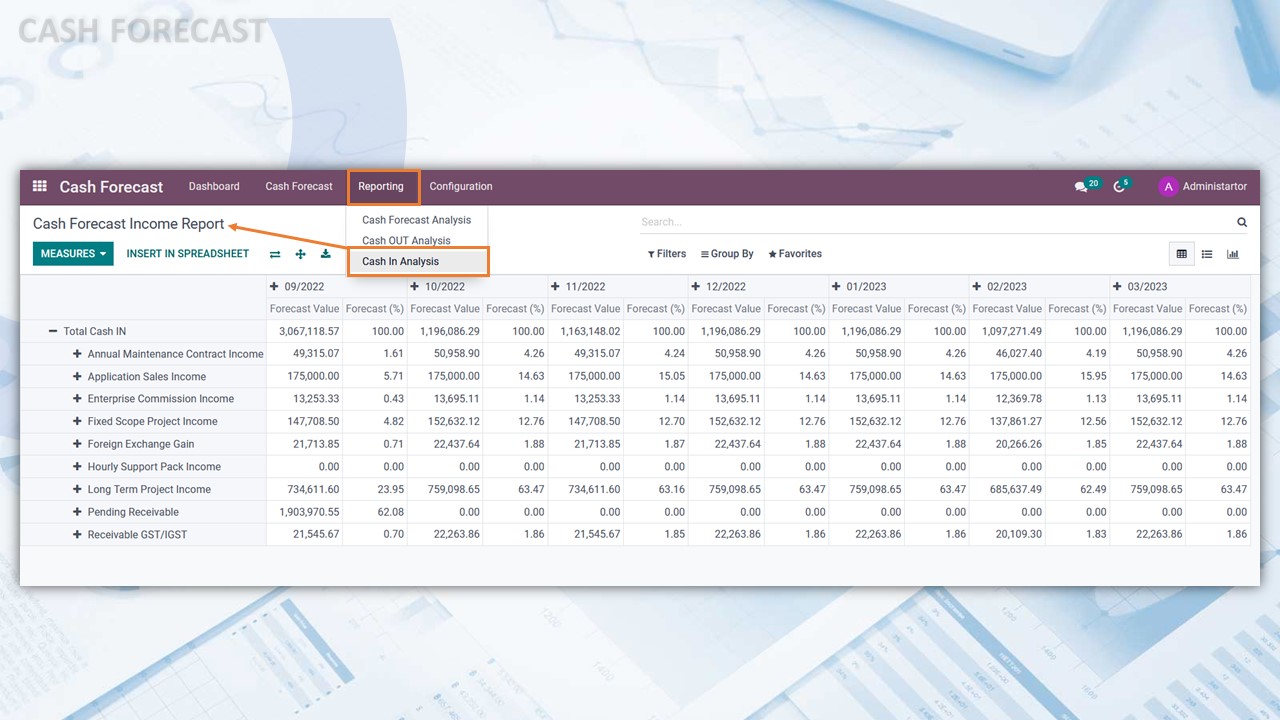 CASH FORECAST
Cash Forecast Dashboard Cash Forecast Reporting Configuration 20 5 A Administartor
Cash Forecast Income Report
Cash Forecast Analysis
Cash OUT Analysis
Cash In Analysis
Search...
MEASURES INSERT IN SPREADSHEET Filters Group By Favorites
09/2022 10/2022 11/2022 12/2022 01/2023 02/2023 03/2023
Forecast Value Forecast (%) Forecast Value Forecast (%) Forecast Value Forecast (%) Forecast Value Forecast (%) Forecast Value Forecast (%) Forecast Value Forecast (%) Forecast Value Forecast (%)
Total Cash IN 3,067,118.57 100.00 1,196,086.29 100.00 1,163,148.02 100.00 1,196,086.29 100.00 1,196,086.29 100.00 1,097,271.49 100.00 1,196,086.29 100.00
Annual Maintenance Contract Income 49,315.07 1.61 50,958.90 4.26 49,315.07 4.24 50,958.90 4.26 50,958.90 4.26 46,027.40 4.19 50,958.90 4.26
Application Sales Income 175,000.00 5.71 175,000.00 14.63 175,000.00 15.05 175,000.00 14.63 175,000.00 14.63 175,000.00 15.95 175,000.00 14.63
Enterprise Commission Income 13,253.33 0.43 13,695.11 1.14 13,253.33 1.14 13,695.11 1.14 13,695.11 1.14 12,369.78 1.13 13,695.11 1.14
Fixed Scope Project Income 147,708.50 4.82 152,632.12 12.76 147,708.50 12.70 152,632.12 12.76 152,632.12 12.76 137,861.27 12.56 152,632.12 12.76
Foreign Exchange Gain 21,713.85 0.71 22,437.64 1.88 21,713.85 1.87 22,437.64 1.88 22,437.64 1.88 20,266.26 1.85 22,437.64 1.88
Hourly Support Pack Income 0.00 0.00 0.00 0.00 0.00 0.00 0.00 0.00 0.00 0.00 0.00 0.00 0.00 0.00
Long Term Project Income 734,611.60 23.95 759,098.65 63.47 734,611.60 63.16 759,098.65 63.47 759,098.65 63.47 685,637.49 62.49 759,098.65 63.47
Pending Receivable 1,903,970.55 62.08 0.00 0.00 0.00 0.00 0.00 0.00 0.00 0.00 0.00 0.00 0.00 0.00
Receivable GST/IGST 21,545.67 0.70 22,263.86 1.86 21,545.67 1.85 22,263.86 1.86 22,263.86 1.86 20,109.30 1.83 22,263.86 1.86